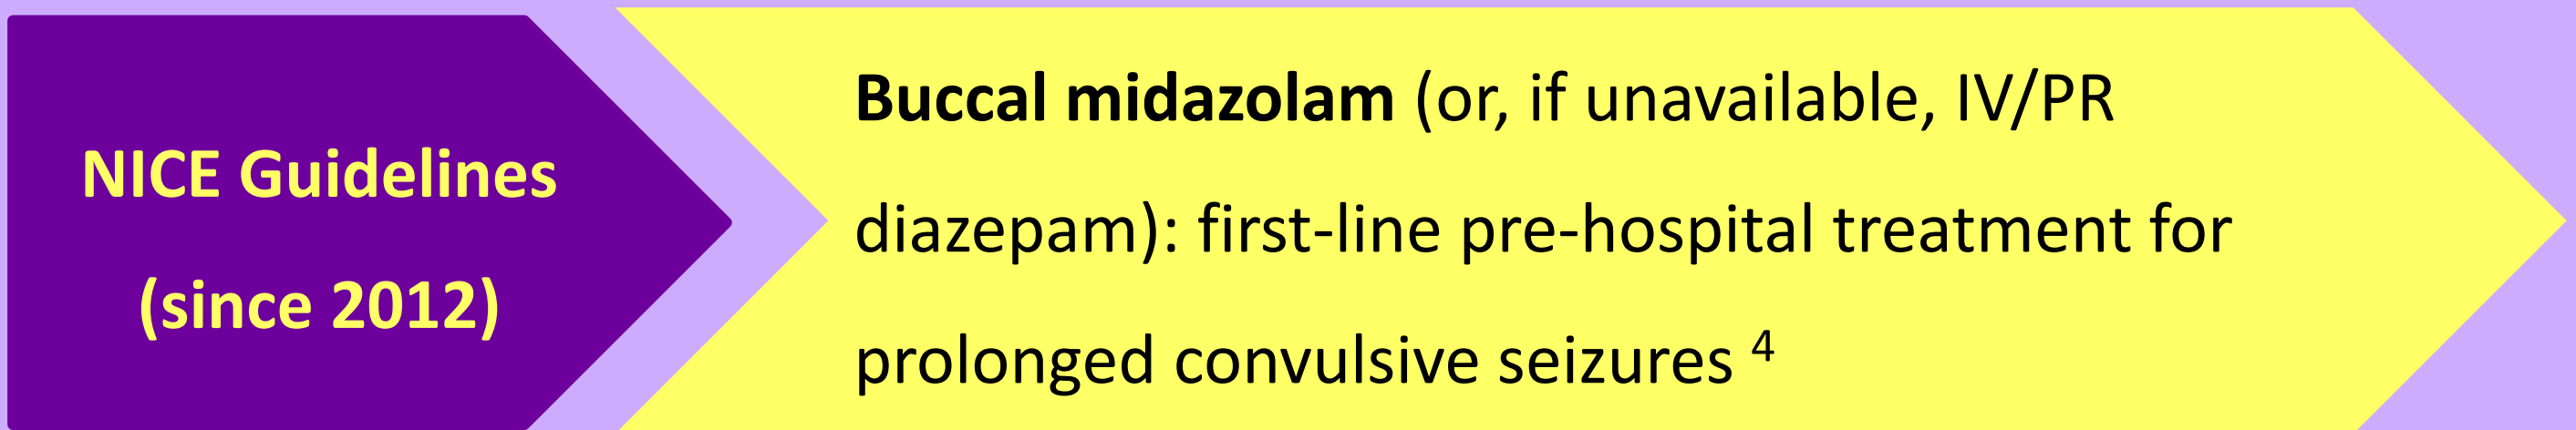 NICE Guidelines
(since 2012)
Buccal midazolam (or, if unavailable, IV/PR
diazepam): first-line pre-hospital treatment for
prolonged convulsive seizures ⁴